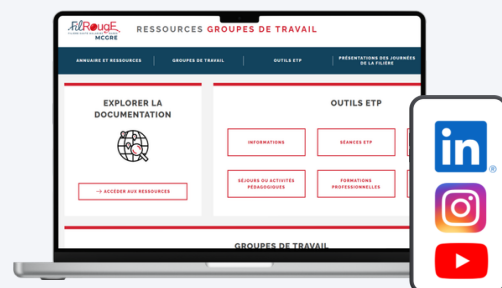 FilRougE
MCGRE
RESSOURCES GROUPES DE TRAVAIL
ANNUAIRE ET RESSOURCES
GROUPES DE TRAVAIL
OUTILS ETP
PRÉSENTATIONS DES JOURNÉES
DE LA FILIÈRE
EXPLORER LA
DOCUMENTATION
→ ACCÉDER AUX RESSOURCES
OUTILS ETP
INFORMATIONS
SÉANCES ETP
SÉJOURS OU ACTIVITÉS
PÉDAGOGIQUES
FORMATIONS
PROFESSIONNELLES
GROUPES DE TRAVAIL
in
®